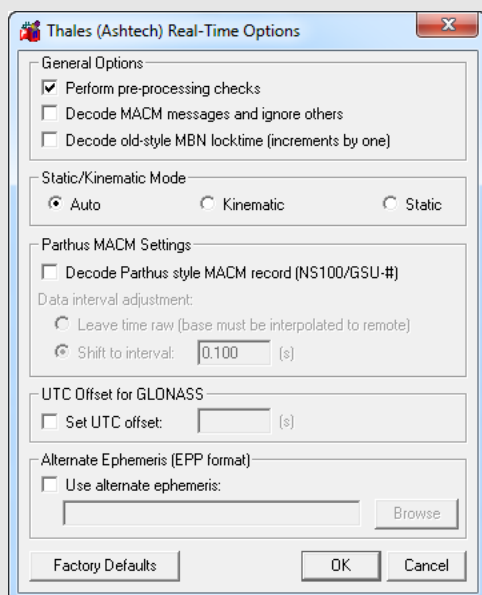 Thales (Ashtech) Real-Time Options
General Options
Perform pre-processing checks
Decode MACM messages and ignore others
Decode old-style MBN locktime (increments by one)
Static/Kinematic Mode
Auto Kinematic Static
Parthus MACM Settings
Decode Parthus style MACM record (NS100/GSU-#)
Data interval adjustment:
Leave time raw (base must be interpolated to remote)
Shift to interval: 0.100 (s)
UTC Offset for GLONASS
Set UTC offset: (s)
Alternate Ephemeris (EPP format)
Use alternate ephemeris:
Browse
Factory Defaults OK Cancel